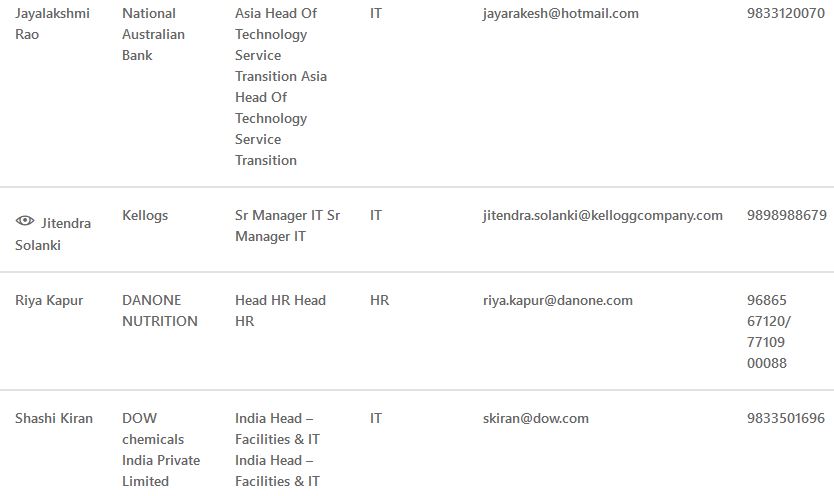 Jayalakshmi Rao
National Australian Bank
Asia Head Of Technology Service Transition Asia Head Of Technology Service Transition
IT
jayarakesh@hotmail.com
9833120070
Jitendra Solanki
Kellogs
Sr Manager IT Sr Manager IT
IT
jitendra.solanki@kelloggcompany.com
9898988679
Riya Kapur
DANONE NUTRITION
Head HR Head HR
HR
riya.kapur@danone.com
96865 67120/ 77109 00088
Shashi Kiran
DOW chemicals India Private Limited
India Head – Facilities & IT India Head – Facilities & IT
IT
skiran@dow.com
9833501696